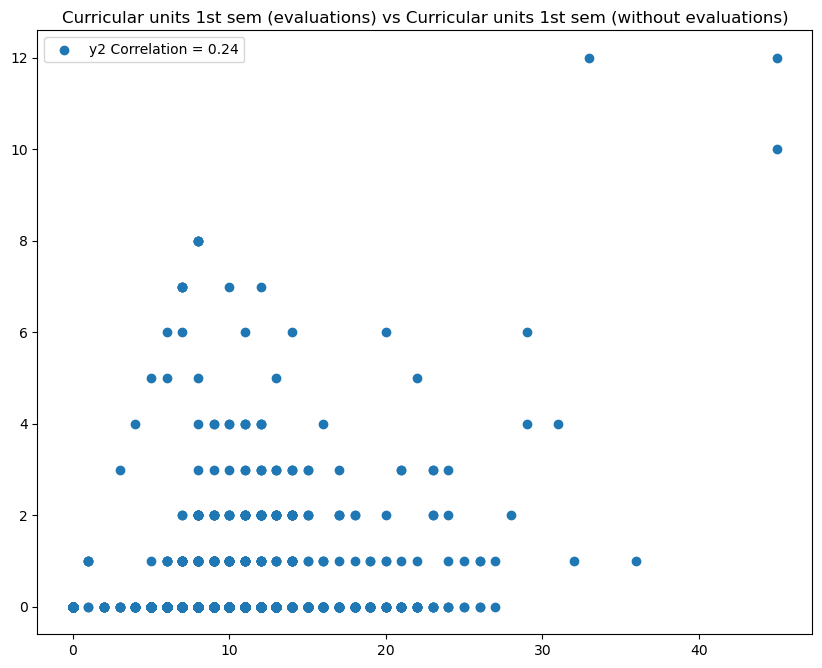 Curricular units 1st sem (evaluations) vs Curricular units 1st sem (without evaluations)
y2 Correlation = 0.24
12
10
8
6
4
2
0
0 10 20 30 40